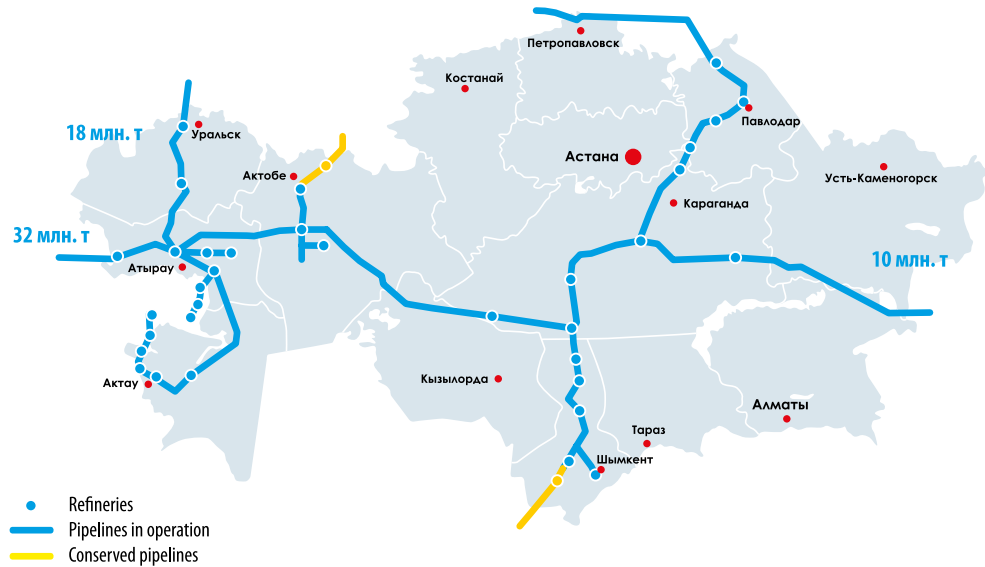 Петропавловск
Костанай
Павлодар
18 млн. т
Уральск
Астана
Актобе
Усть-Каменогорск
Караганда
32 млн. т
Атырау
10 млн. т
Актау
Кызылорда
Алматы
Тараз
Шымкент
Refineries
Pipelines in operation
Conserved pipelines